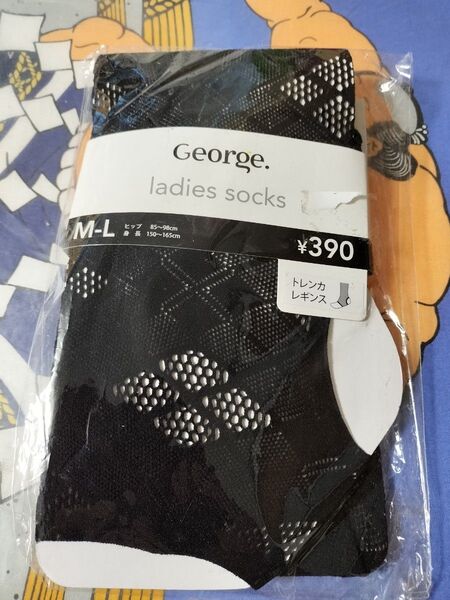 George.
ladies socks
M-L ヒップ 85〜98cm
身 長 150〜165cm
¥390
トレンカ
レギンス